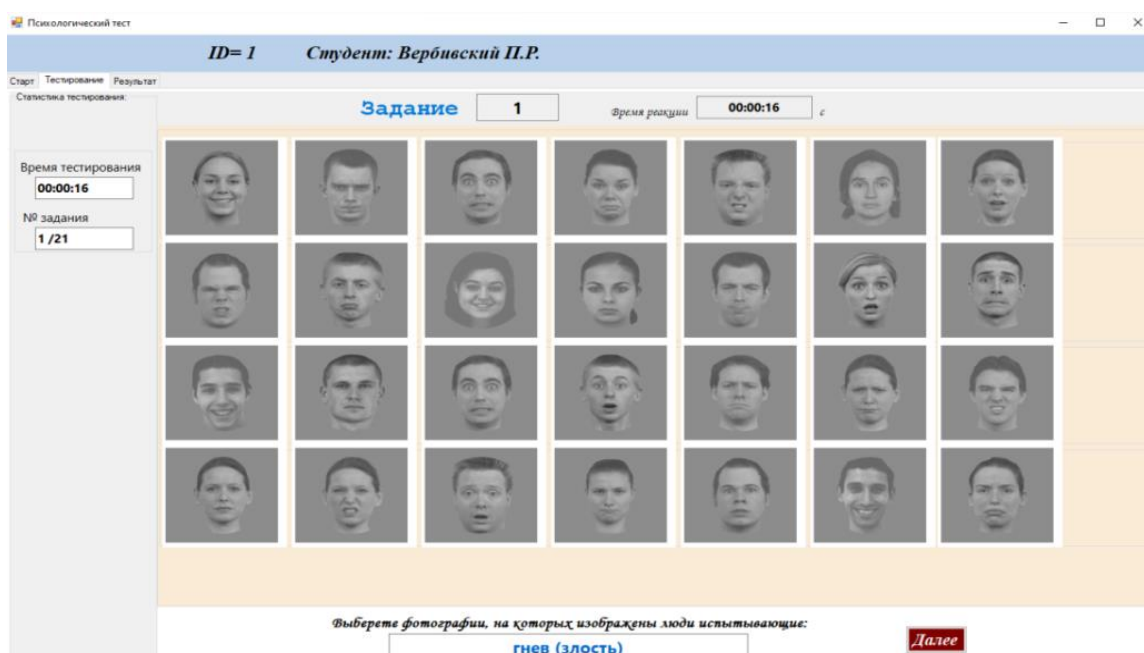 Психологический тест
ID= 1 Студент: Вербивский П.Р.
Старт Тестирование Результат
Статистика тестирования:
Задание 1 Время реакции 00:00:16 с
Время тестирования
00:00:16
№ задания
1 /21
Выберете фотографии, на которых изображены люди испытывающие:
гнев (злость)
Далее